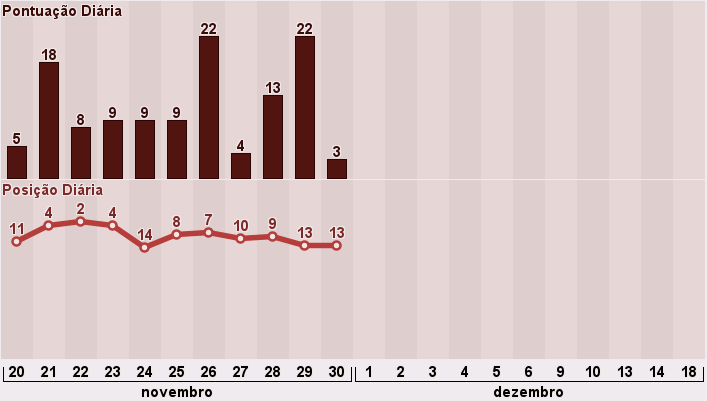 Pontuação Diária
5 18 8 9 9 9 22 4 13 22 3
Posição Diária
11 4 2 4 14 8 7 10 9 13 13
20 21 22 23 24 25 26 27 28 29 30 1 2 3 4 5 6 9 10 13 14 18
novembro dezembro